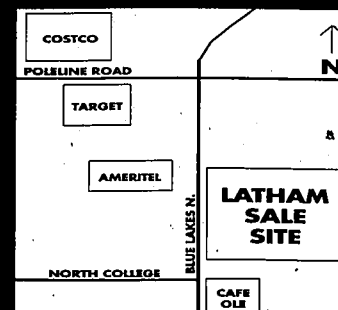 COSTCO
N
POLELINE ROAD
TARGET
AMERITEL
BLUE LAKES N.
LATHAM
SALE
SITE
NORTH COLLEGE
CAFE
OLE